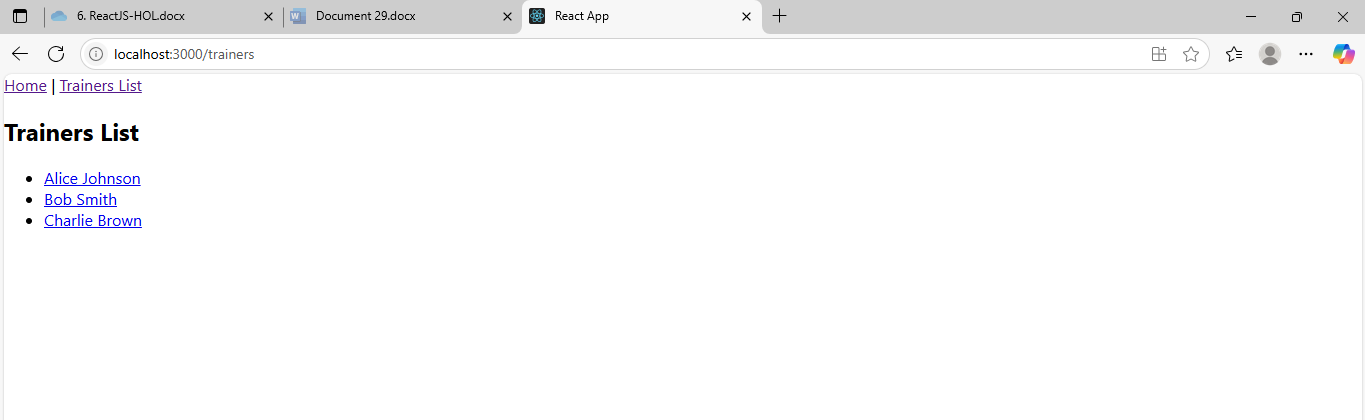 6. ReactJS-HOL.docx
Document 29.docx
React App
localhost:3000/trainers
Home | Trainers List
Trainers List
Alice Johnson
Bob Smith
Charlie Brown